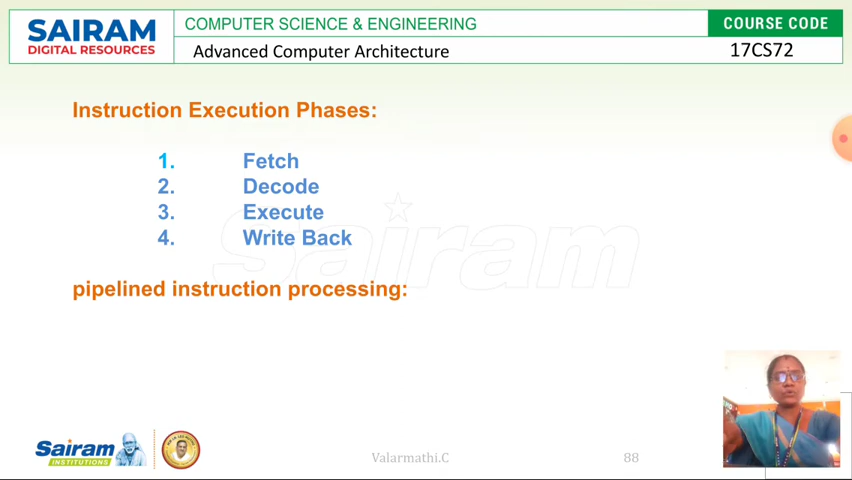 SAIRAM
DIGITAL RESOURCES
COMPUTER SCIENCE & ENGINEERING
COURSE CODE
Advanced Computer Architecture
17CS72
Instruction Execution Phases:
1. Fetch
2. Decode
3. Execute
4. Write Back
Sairam
pipelined instruction processing:
Sairam
INSTITUTIONS
Valarmathi.C
88